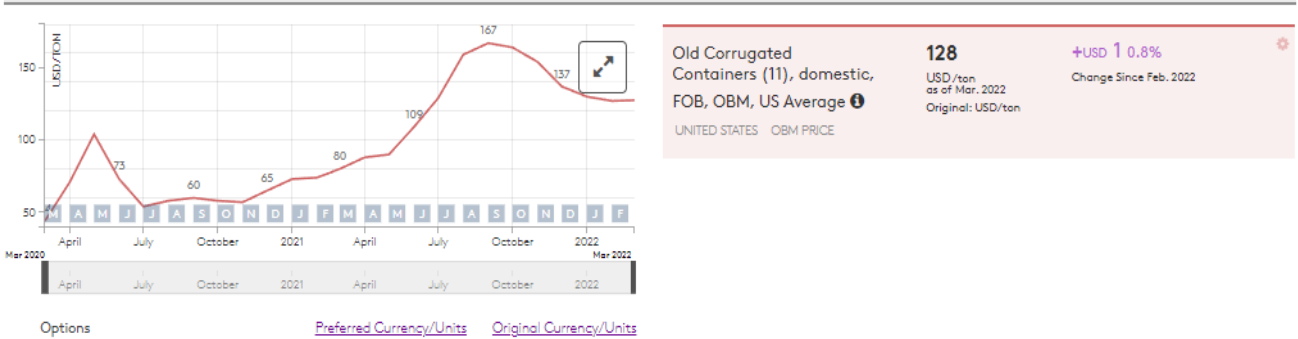 USD/TON
150
100
50
73
60
65
80
109
167
137
M A M J J A S O N D J F M A M J J A S O N D J F
April July October 2021 April July October 2022
Mar 2020 Mar 2022
April July October 2021 April July October 2022
Options Preferred Currency/Units Original Currency/Units
Old Corrugated
Containers (11), domestic,
FOB, OBM, US Average
UNITED STATES OBM PRICE
128
USD/ton
as of Mar. 2022
Original: USD/ton
+USD 1 0.8%
Change Since Feb. 2022